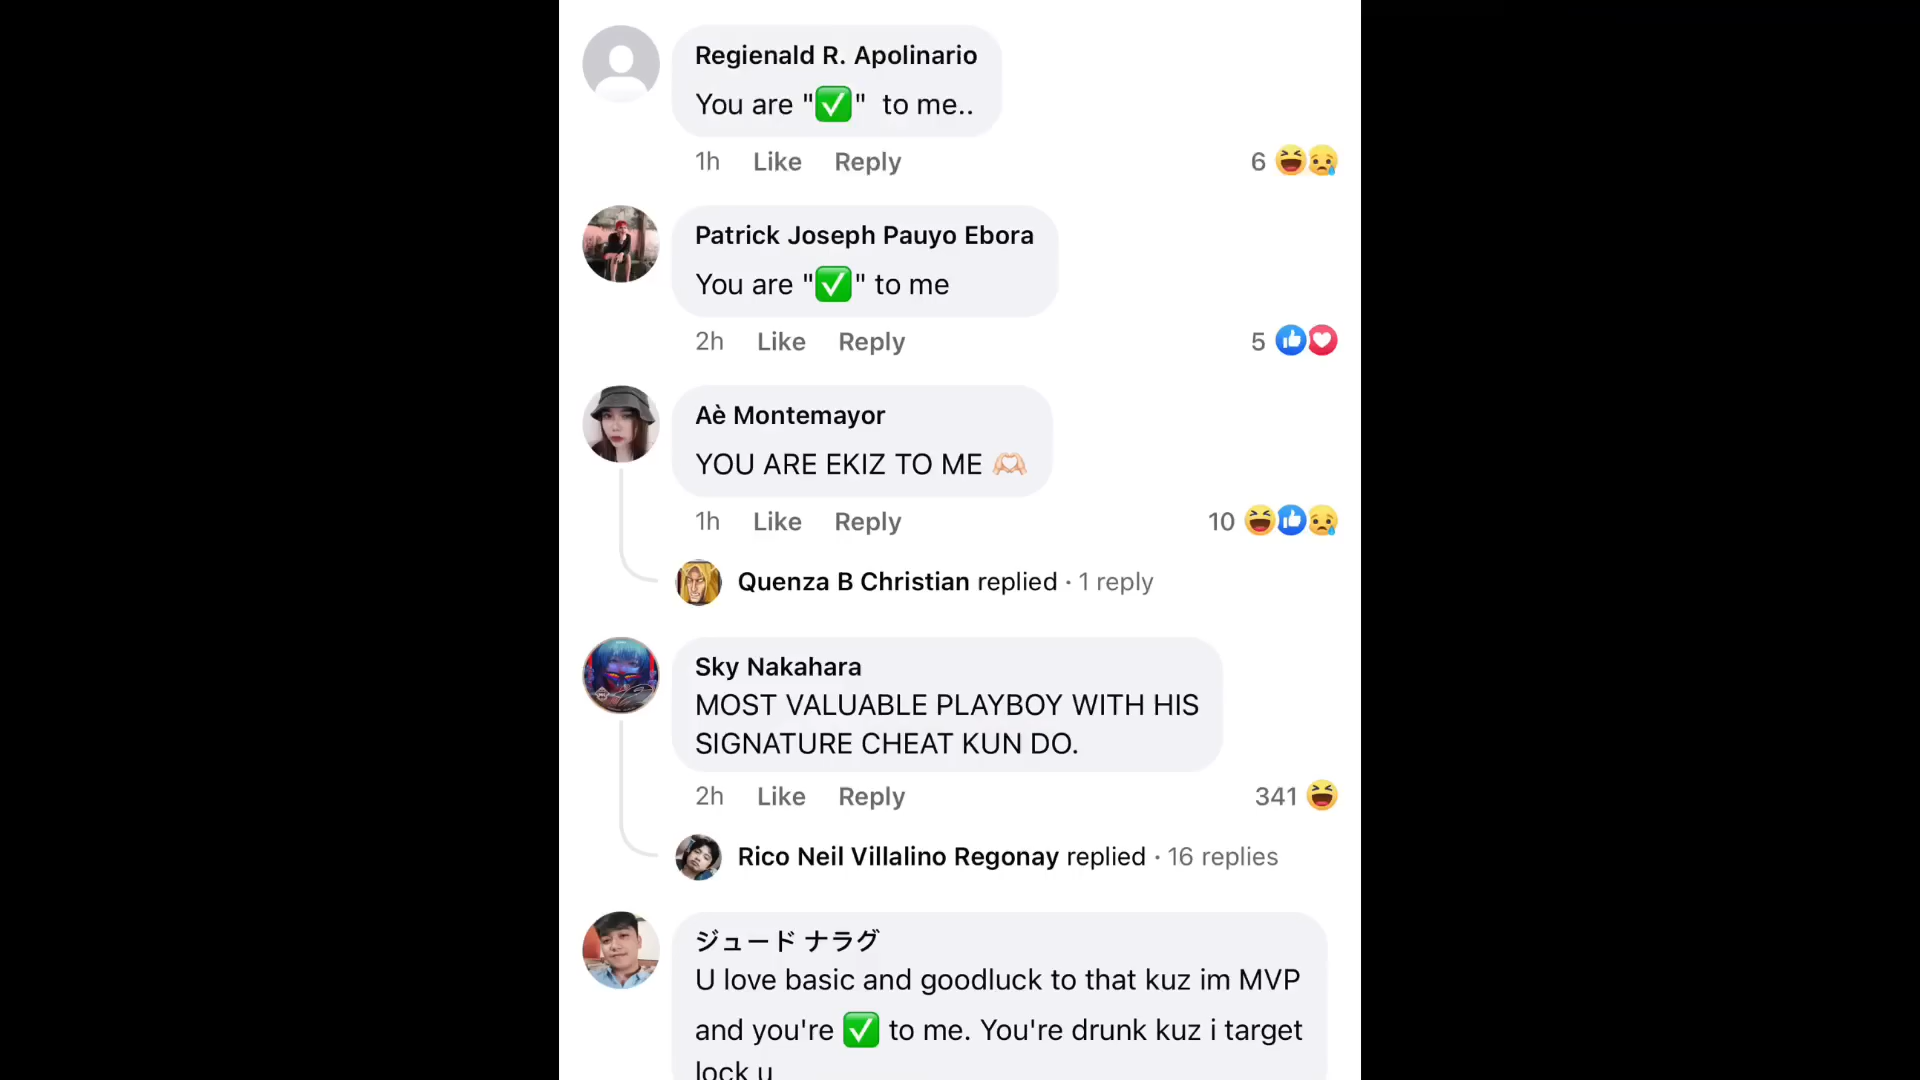 Regienald R. Apolinario
You are "✅" to me..
1h Like Reply 6
Patrick Joseph Pauyo Ebora
You are "✅" to me
2h Like Reply 5
Aè Montemayor
YOU ARE EKIZ TO ME 🫶🏻
1h Like Reply 10
Quenza B Christian replied · 1 reply
Sky Nakahara
MOST VALUABLE PLAYBOY WITH HIS
SIGNATURE CHEAT KUN DO.
2h Like Reply 341
Rico Neil Villalino Regonay replied · 16 replies
ジュード ナラグ
U love basic and goodluck to that kuz im MVP
and you're ✅ to me. You're drunk kuz i target
lock u